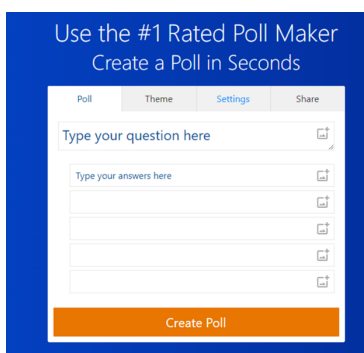 Use the #1 Rated Poll Maker
Create a Poll in Seconds
Poll Theme Settings Share
Type your question here
Type your answers here
Create Poll